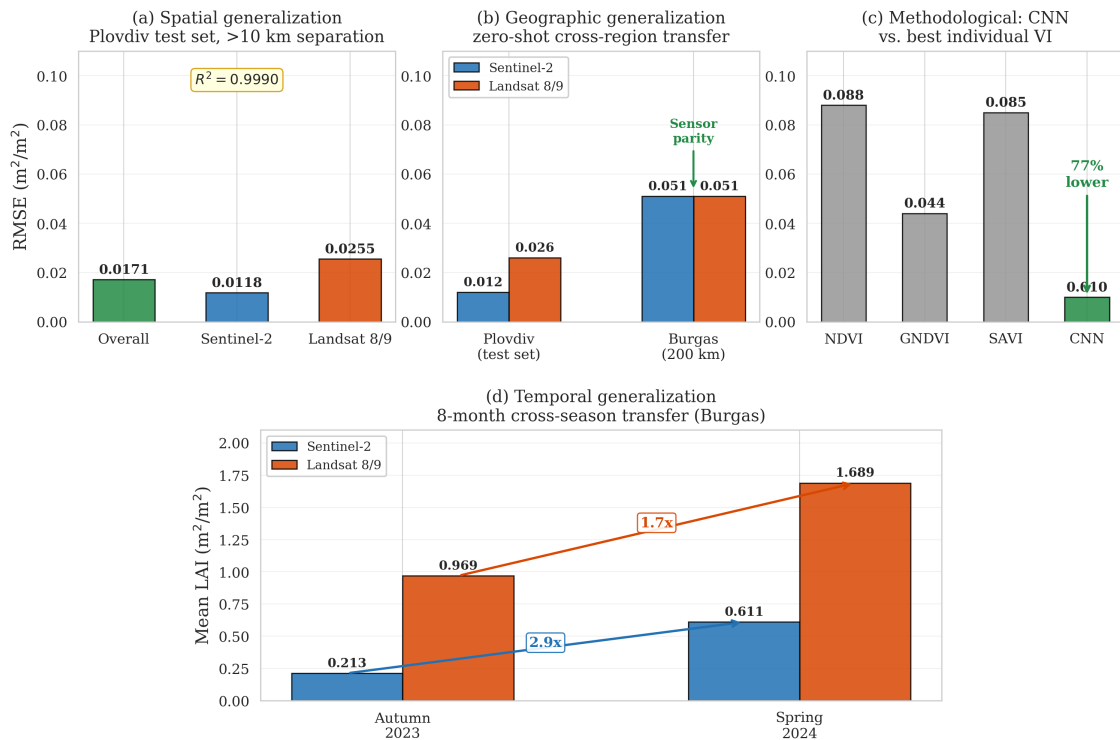 (a) Spatial generalization
Plovdiv test set, >10 km separation
RMSE (m²/m²)
0.10
0.08
0.06
0.04
0.02
0.00
R² = 0.9990
0.0171
0.0118
0.0255
Overall
Sentinel-2
Landsat 8/9
(b) Geographic generalization
zero-shot cross-region transfer
Sentinel-2
Landsat 8/9
0.10
0.08
0.06
0.04
0.02
0.00
Sensor
parity
0.012
0.026
0.051
0.051
Plovdiv
(test set)
Burgas
(200 km)
(c) Methodological: CNN
vs. best individual VI
0.10
0.08
0.06
0.04
0.02
0.00
0.088
0.044
0.085
77%
lower
0.010
NDVI
GNDVI
SAVI
CNN
(d) Temporal generalization
8-month cross-season transfer (Burgas)
Mean LAI (m²/m²)
2.00
1.75
1.50
1.25
1.00
0.75
0.50
0.25
0.00
Sentinel-2
Landsat 8/9
0.213
0.969
0.611
1.689
1.7x
2.9x
Autumn
2023
Spring
2024